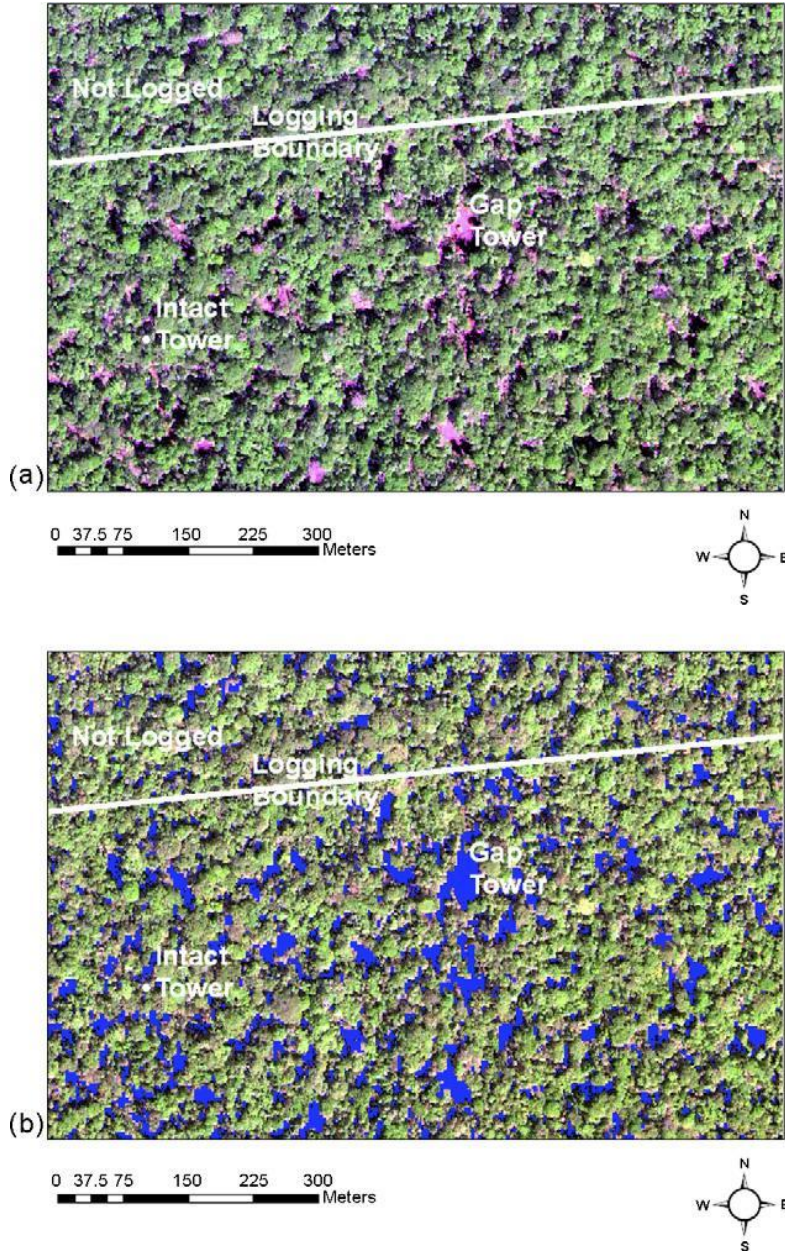 Not Logged
Logging
Boundary
Gap
Tower
Intact
Tower
(a)
0 37.5 75 150 225 300
Meters
N
W E
S
Not Logged
Logging
Boundary
Gap
Tower
Intact
Tower
(b)
0 37.5 75 150 225 300
Meters
N
W E
S